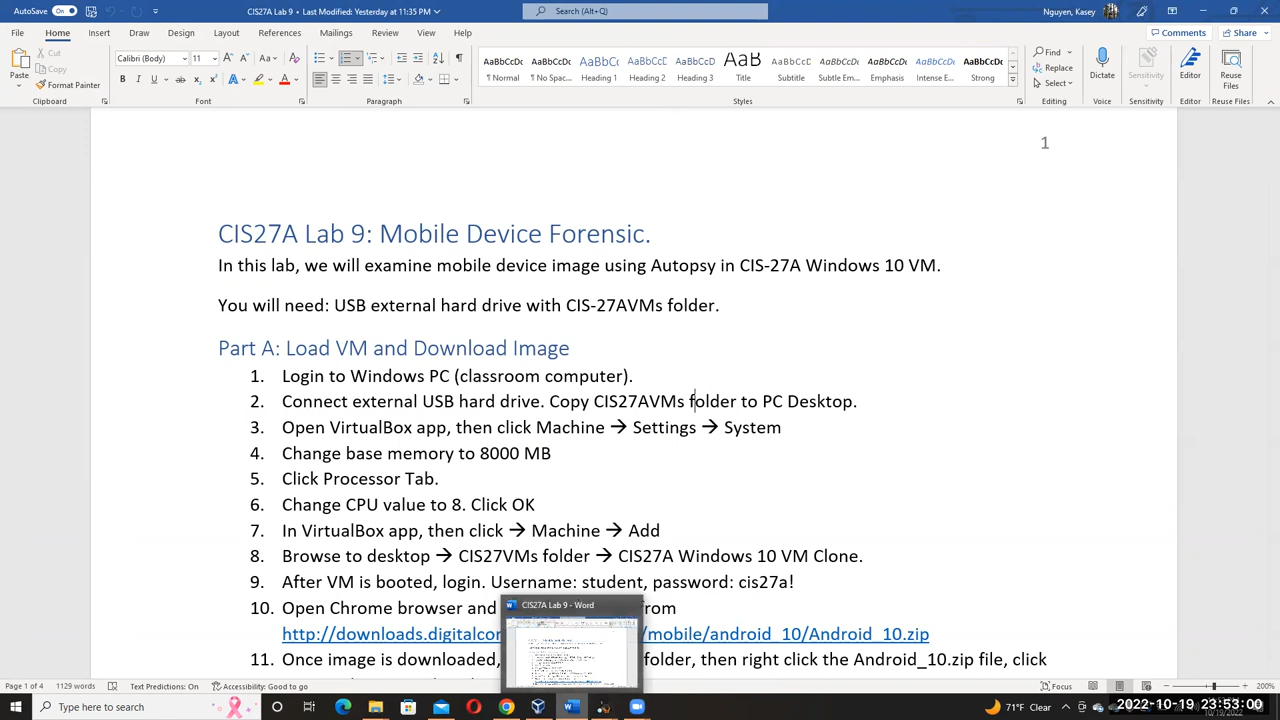 AutoSave On CIS27A Lab 9 • Last Modified: Yesterday at 11:35 PM Search (Alt+Q) Nguyen, Kasey
File Home Insert Draw Design Layout References Mailings Review View Help Comments Share
Cut
Copy
Format Painter
Paste
Calibri (Body) 11
Find
Replace
Select
Dictate Sensitivity Editor Reuse Files
¶ Normal ¶ No Spac... Heading 1 Heading 2 Heading 3 Title Subtitle Subtle Em... Emphasis Intense E... Strong
Clipboard Font Paragraph Styles Editing Voice Sensitivity Editor Reuse Files
1
CIS27A Lab 9: Mobile Device Forensic.
In this lab, we will examine mobile device image using Autopsy in CIS-27A Windows 10 VM.
You will need: USB external hard drive with CIS-27AVMs folder.
Part A: Load VM and Download Image
1. Login to Windows PC (classroom computer).
2. Connect external USB hard drive. Copy CIS27AVMs folder to PC Desktop.
3. Open VirtualBox app, then click Machine → Settings → System
4. Change base memory to 8000 MB
5. Click Processor Tab.
6. Change CPU value to 8. Click OK
7. In VirtualBox app, then click → Machine → Add
8. Browse to desktop → CIS27VMs folder → CIS27A Windows 10 VM Clone.
9. After VM is booted, login. Username: student, password: cis27a!
CIS27A Lab 9 - Word
10. Open Chrome browser and
http://downloads.digitalcor /mobile/android_10/Android_10.zip
11. Once image is downloaded, folder, then right click the Android_10.zip file, click
Page 1 of 4 1129 words Text Predictions: On Accessibility: Good to go Focus 200%
Type here to search 71°F Clear 2022-10-19 23:53:00
10/19/2022